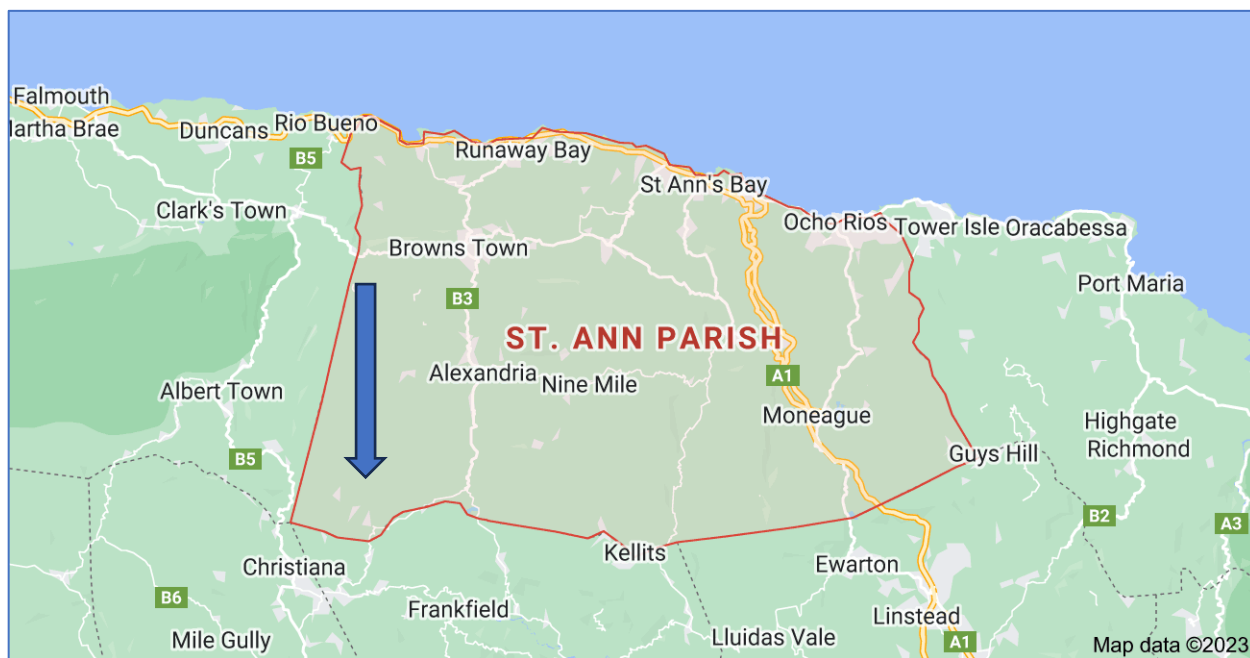 Falmouth
Martha Brae
Duncans
Rio Bueno
B5
Runaway Bay
St Ann's Bay
Clark's Town
Ocho Rios
Tower Isle
Oracabessa
Browns Town
Port Maria
B3
ST. ANN PARISH
Alexandria
Nine Mile
A1
Albert Town
Moneague
Highgate
Richmond
B5
Guys Hill
B2
A3
Kellits
Christiana
Ewarton
B6
Frankfield
Linstead
Mile Gully
Lluidas Vale
A1
Map data ©2023